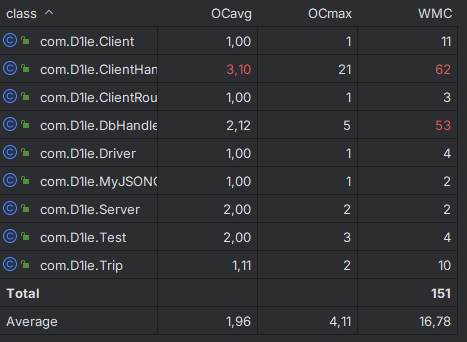 class OCavg OCmax WMC
com.D1le.Client 1,00 1 11
com.D1le.ClientHan 3,10 21 62
com.D1le.ClientRou 1,00 1 3
com.D1le.DbHandle 2,12 5 53
com.D1le.Driver 1,00 1 4
com.D1le.MyJSON 1,00 1 2
com.D1le.Server 2,00 2 2
com.D1le.Test 2,00 3 4
com.D1le.Trip 1,11 2 10
Total 151
Average 1,96 4,11 16,78